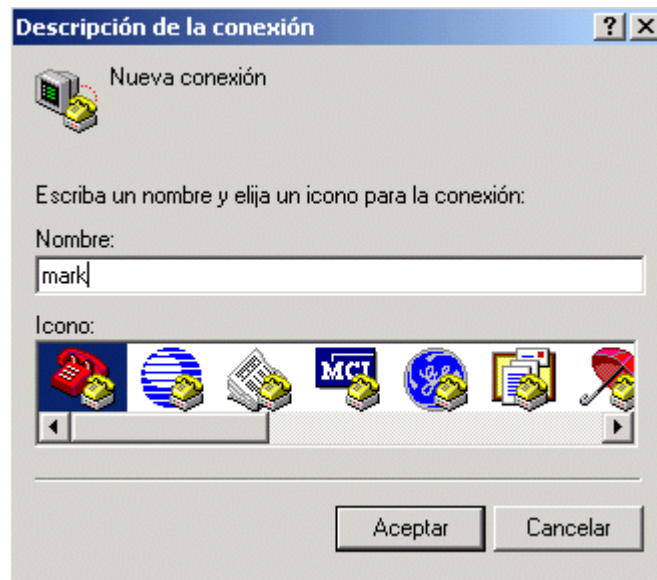 Descripción de la conexión
Nueva conexión
Escriba un nombre y elija un icono para la conexión:
Nombre:
mark
Icono:
MCI
Aceptar
Cancelar